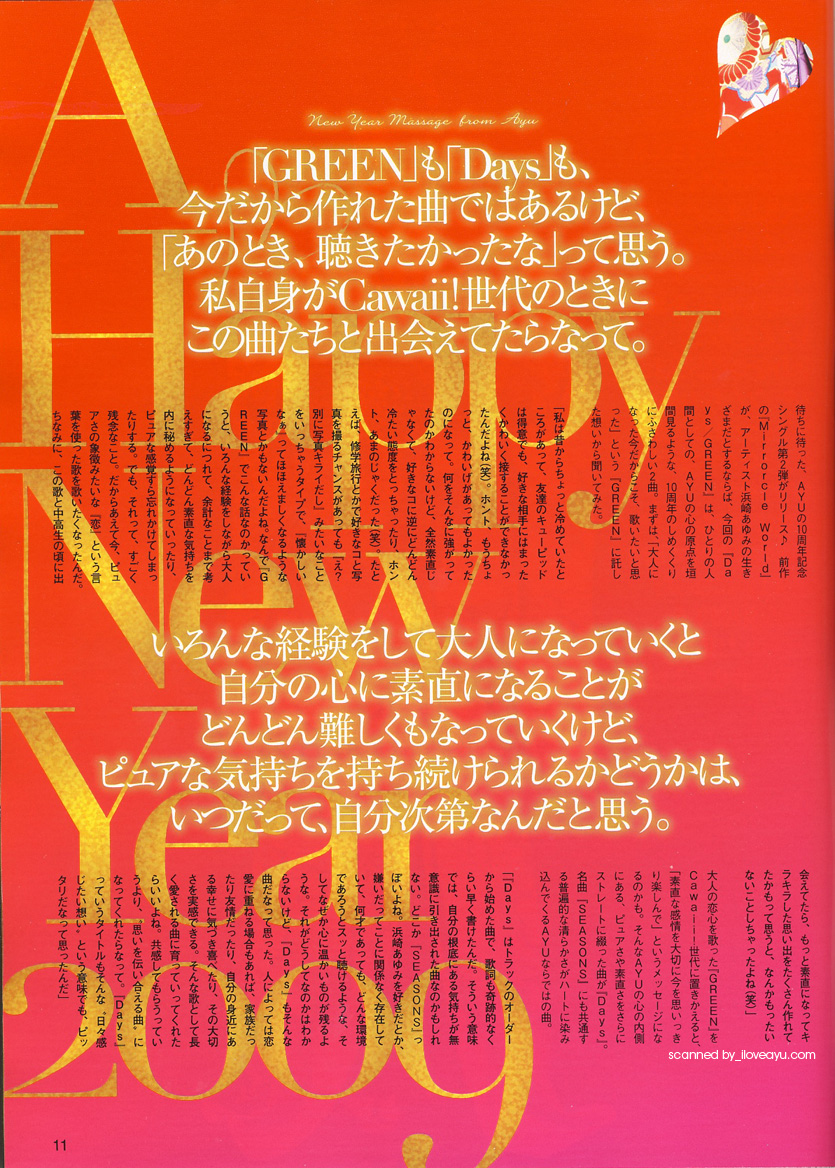 A
Happy
New
Year
2009
New Year Massage from Ayu
「GREEN」も「Days」も、
今だから作れた曲ではあるけど、
「あのとき、聴きたかったな」って思う。
私自身がCawaii!世代のときに
この曲たちと出会えてたらなって。
待ちに待った、AYUの10周年記念
シングル第2弾がリリース♪ 前作
の『Mirrorcle World』
が、アーティスト浜崎あゆみの生き
ざまだとするならば、今回の『Da
ys／GREEN』は、ひとりの人
間としての、AYUの心の原点を垣
間見るような、10周年のしめくくり
にふさわしい2曲。まずは、「大人に
なった今だからこそ、歌いたいと思
った」という『GREEN』に託し
た想いから聞いてみた。
「私は昔からちょっと冷めていたと
ころがあって、友達のキューピッド
は得意でも、好きな相手にはまった
くかわいく接することができなかっ
たんだよね（笑）。ホント、もうちょ
っと、かわいげがあってもよかった
のになって。何をそんなに強がって
たのかわからないけど、全然素直じ
ゃなくて、好きなコに逆にどんどん
冷たい態度をとっちゃったり、ホン
ト、あまのじゃくだった（笑）。たと
えば、修学旅行とかで好きなコと写
真を撮るチャンスがあっても「え？
別に写真キライだし」みたいなこと
をいっちゃうタイプで、“懐かしい
なぁ”ってほほえましくなるような
写真とかもないんだよね。なんで『G
REEN』でこんな話なのかってい
うと、いろんな経験をしながら大人
になるにつれて、余計なことまで考
えすぎて、どんどん素直な気持ちを
内に秘めるようになっていったり、
ピュアな感覚すら忘れかけてしまっ
たりする。でも、それって、すごく
残念なこと。だからあえて今、ピュ
アさの象徴みたいな『恋』という言
葉を使った歌を歌いたくなったんだ。
ちなみに、この歌と中高生の頃に出
いろんな経験をして大人になっていくと
自分の心に素直になることが
どんどん難しくもなっていくけど、
ピュアな気持ちを持ち続けられるかどうかは、
いつだって、自分次第なんだと思う。
会えてたら、もっと素直になってキ
ラキラした思い出をたくさん作れて
たかもって思うと、なんかもったい
ないことしちゃったよね（笑）」
大人の恋心を歌った『GREEN』を
Cawaii!世代に置きかえると、
“素直な感情を大切に今を思いっき
り楽しんで”というメッセージにな
るのかも。そんなAYUの心の内側
にある、ピュアさや素直さをさらに
ストレートに綴った曲が『Days』。
名曲『SEASONS』にも共通す
る普遍的な清らかさがハートに染み
込んでくるAYUならではの曲。
「『Days』はトラックのオーダー
から始めた曲で、歌詞も奇跡的なく
らい早く書けたんだ。そういう意味
では、自分の根底にある気持ちが無
意識に引き出された曲なのかもしれ
ない。どこか『SEASONS』っ
ぽいよね。浜崎あゆみを好きだとか、
嫌いだってことに関係なく存在して
いて、何歳であっても、どんな環境
であろうとスッと聴けるような、そ
してなぜか心に温かいものが残るよ
うな。それがどうしてなのかはわか
らないけど、『Days』もそんな
曲だなって思った。人によっては恋
愛に重ねる場合もあれば、家族だっ
たり友情だったり、自分の身近にあ
る幸せに気づき喜べたり、その大切
さを実感できる。そんな歌として長
く愛される曲に育っていってくれた
らいいよね。共感してもらうってい
うより、“思いを伝い合える曲”に
なってくれたらなって。『Days』
っていうタイトルもそんな“日々感
じたい想い”という意味でも、ピッ
タリだなって思ったんだ」
scanned by_iloveayu.com
11